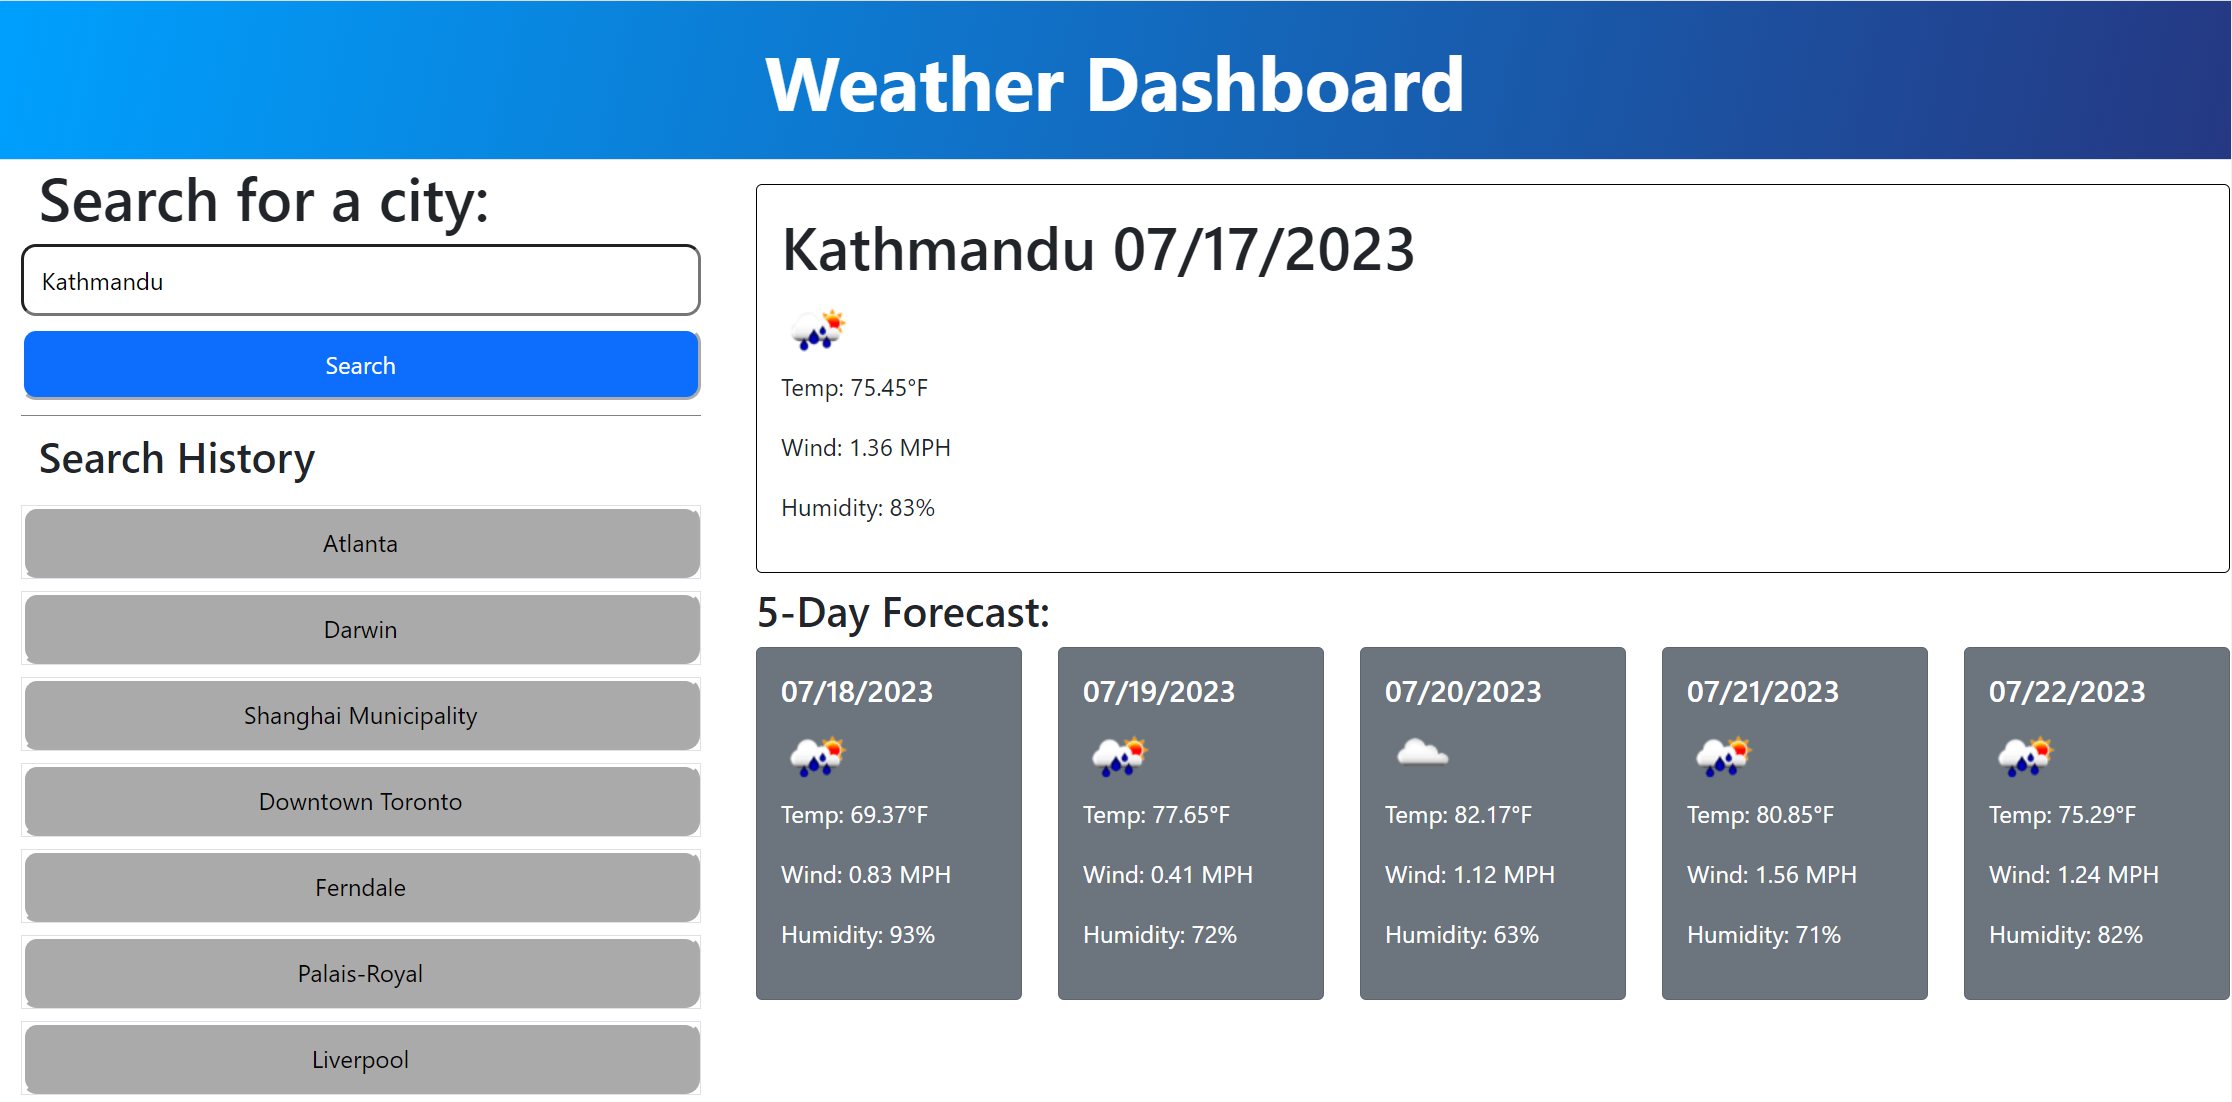 Weather Dashboard
Search for a city:
Kathmandu
Search
Search History
Atlanta
Darwin
Shanghai Municipality
Downtown Toronto
Ferndale
Palais-Royal
Liverpool
Kathmandu 07/17/2023
Temp: 75.45°F
Wind: 1.36 MPH
Humidity: 83%
5-Day Forecast:
07/18/2023
Temp: 69.37°F
Wind: 0.83 MPH
Humidity: 93%
07/19/2023
Temp: 77.65°F
Wind: 0.41 MPH
Humidity: 72%
07/20/2023
Temp: 82.17°F
Wind: 1.12 MPH
Humidity: 63%
07/21/2023
Temp: 80.85°F
Wind: 1.56 MPH
Humidity: 71%
07/22/2023
Temp: 75.29°F
Wind: 1.24 MPH
Humidity: 82%